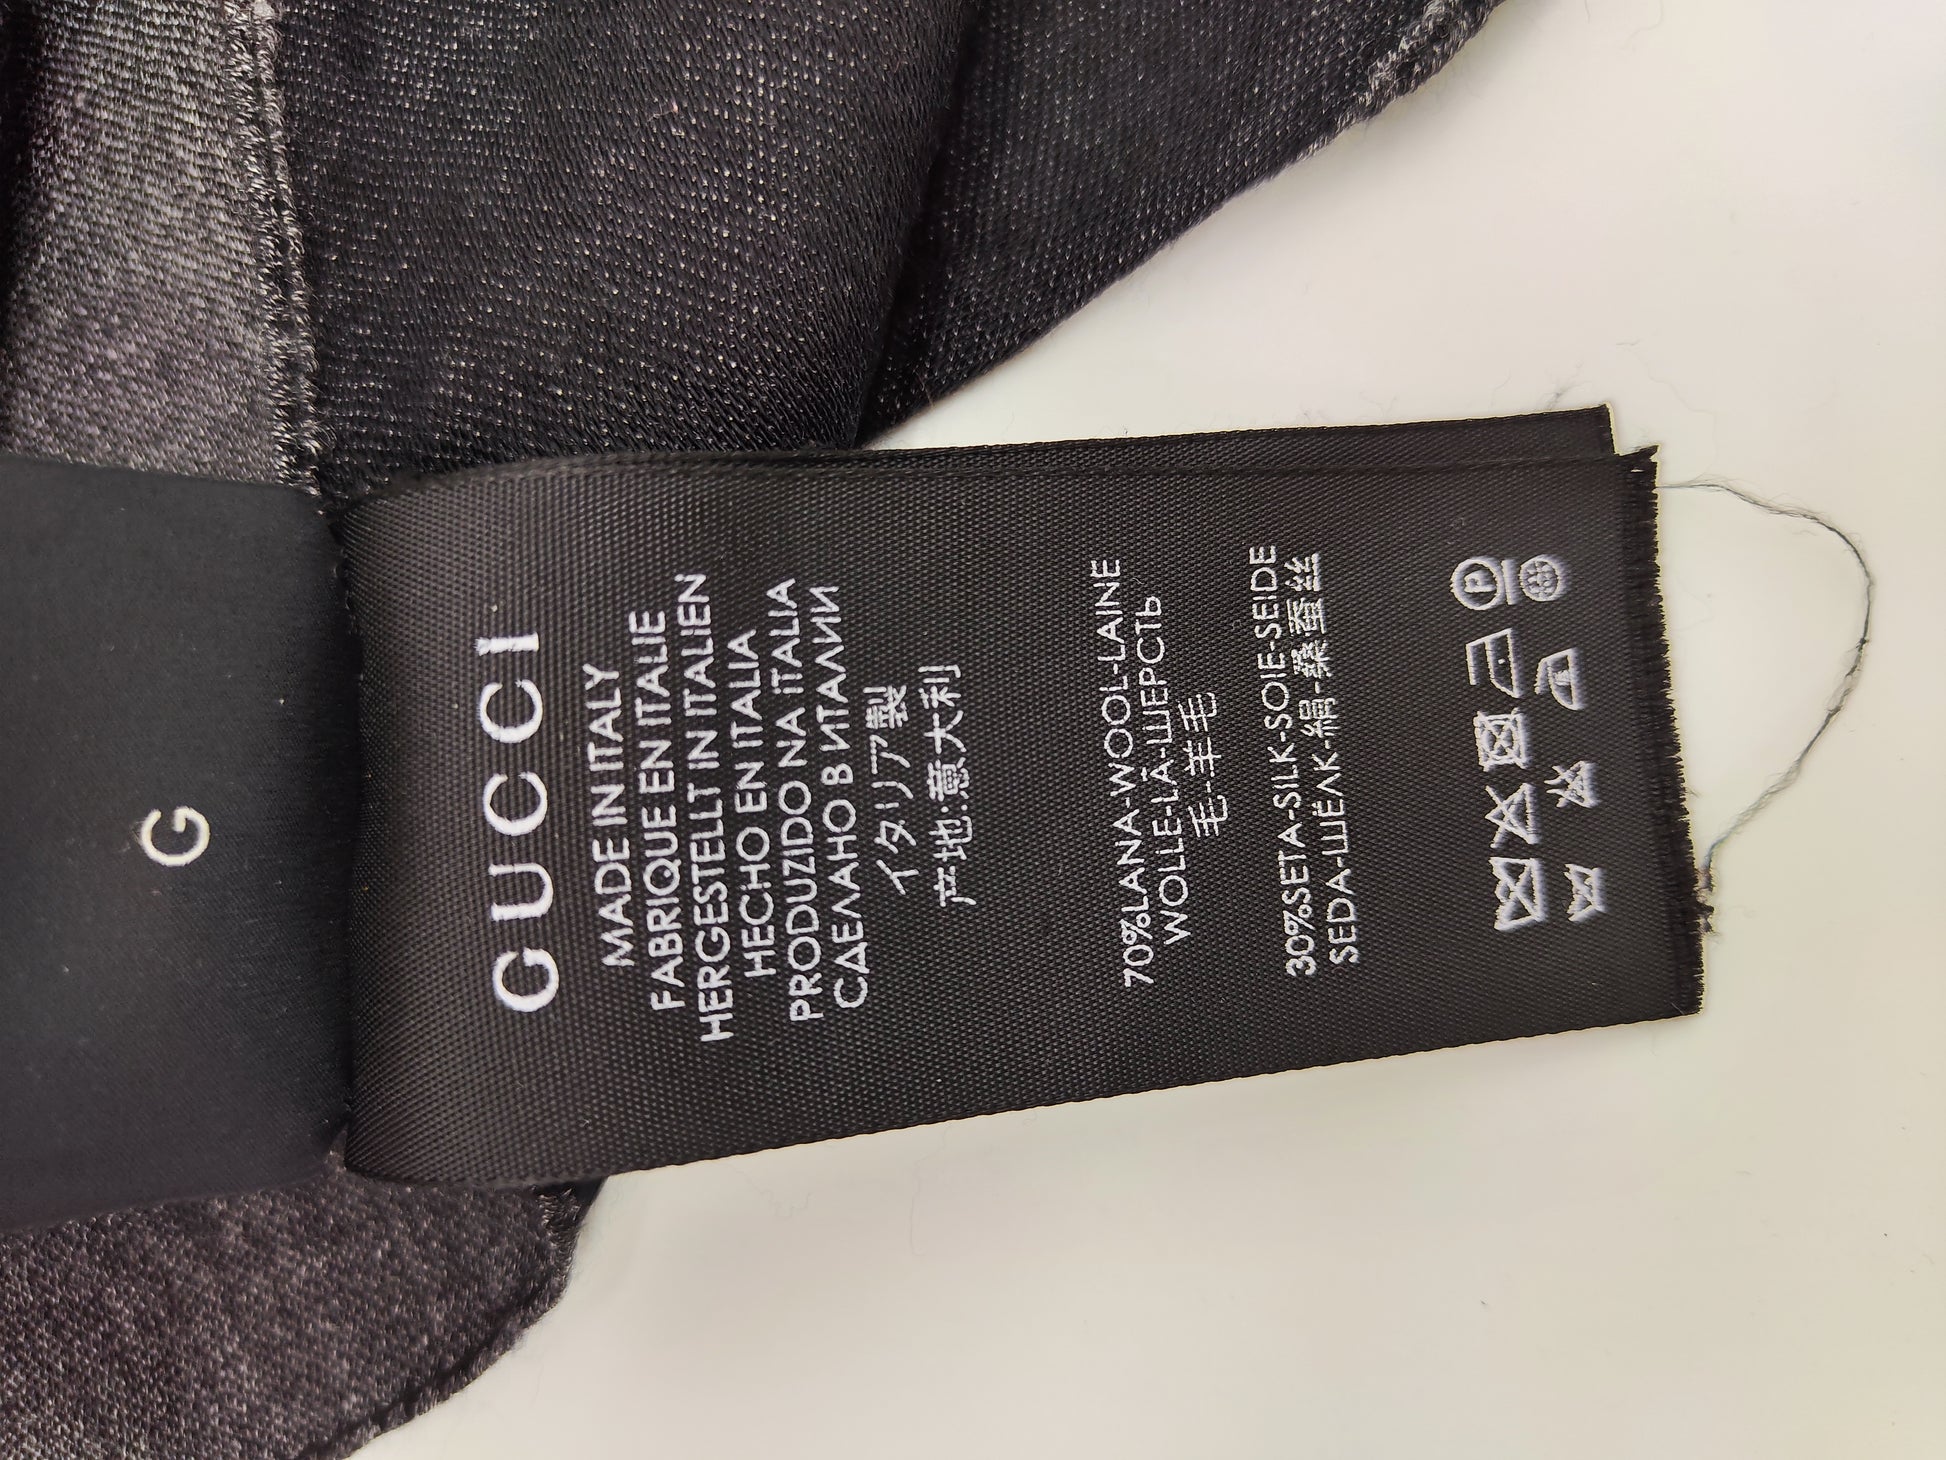 G
GUCCI
MADE IN ITALY
FABRIQUE EN ITALIE
HERGESTELLT IN ITALIEN
HECHO EN ITALIA
PRODUZIDO NA ITALIA
СДЕЛАНО В ИТАЛИИ
イタリア製
产地:意大利
70%LANA-WOOL-LAINE
WOLLE-LÃ-ШЕРСТЬ
毛-羊毛
30%SETA-SILK-SOIE-SEIDE
SEDA-ШЁЛК-絹-桑蚕丝
P